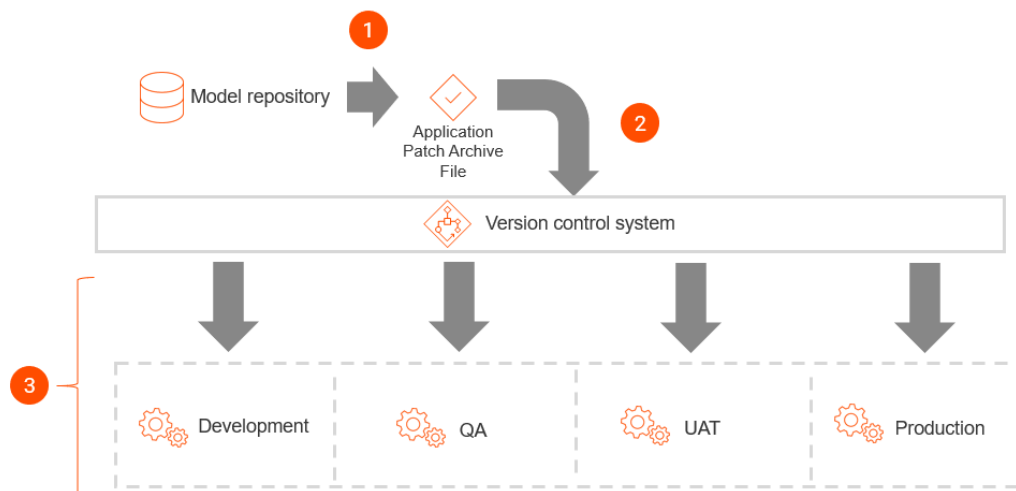 1
Model repository
Application
Patch Archive
File
2
Version control system
3
Development
QA
UAT
Production